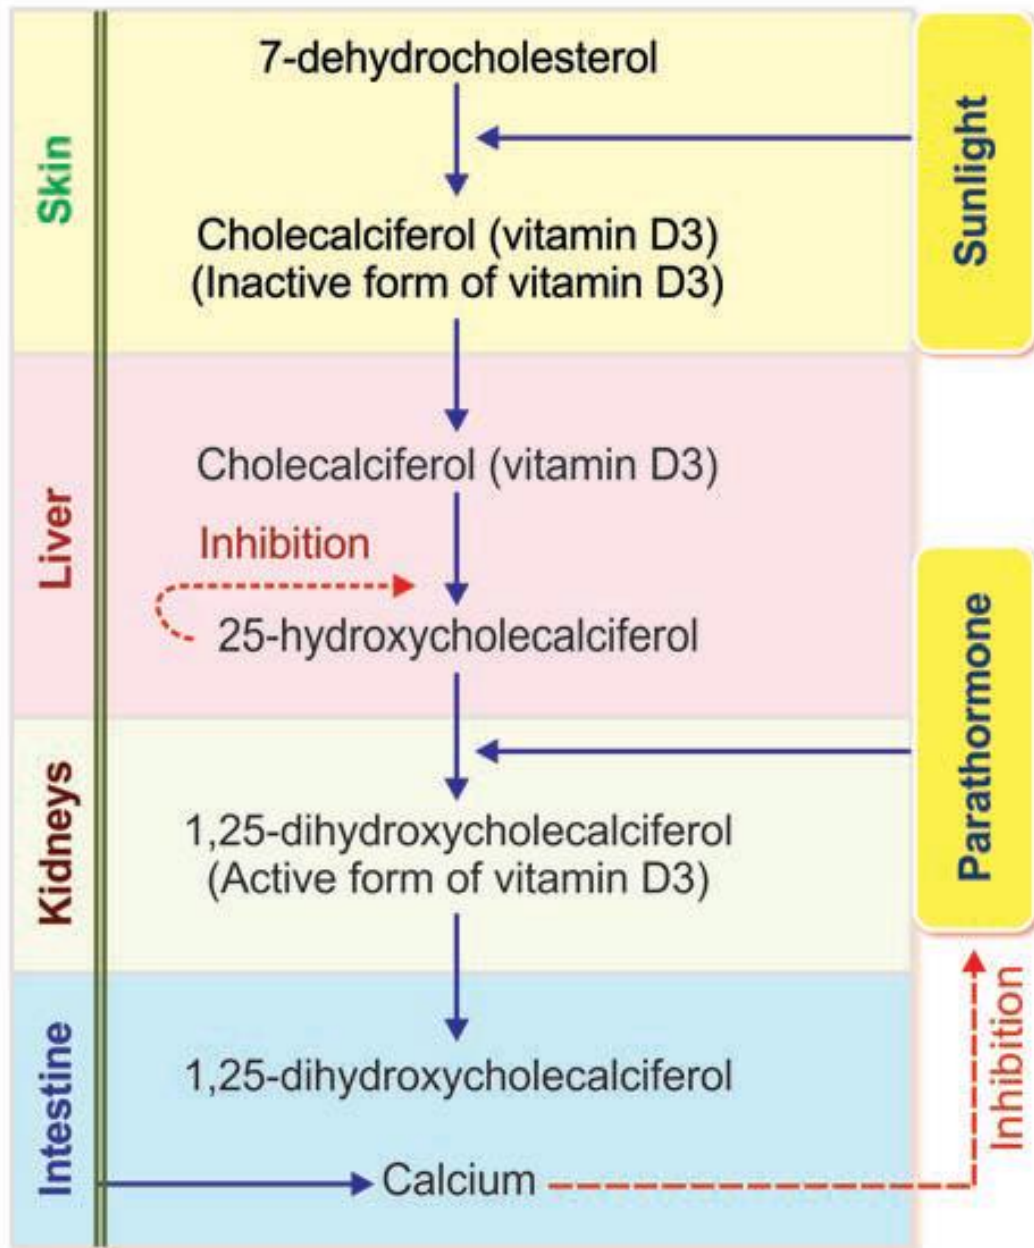 Skin
7-dehydrocholesterol
Sunlight
Cholecalciferol (vitamin D3)
(Inactive form of vitamin D3)
Liver
Cholecalciferol (vitamin D3)
Inhibition
25-hydroxycholecalciferol
Parathormone
Kidneys
1,25-dihydroxycholecalciferol
(Active form of vitamin D3)
Inhibition
Intestine
1,25-dihydroxycholecalciferol
Calcium